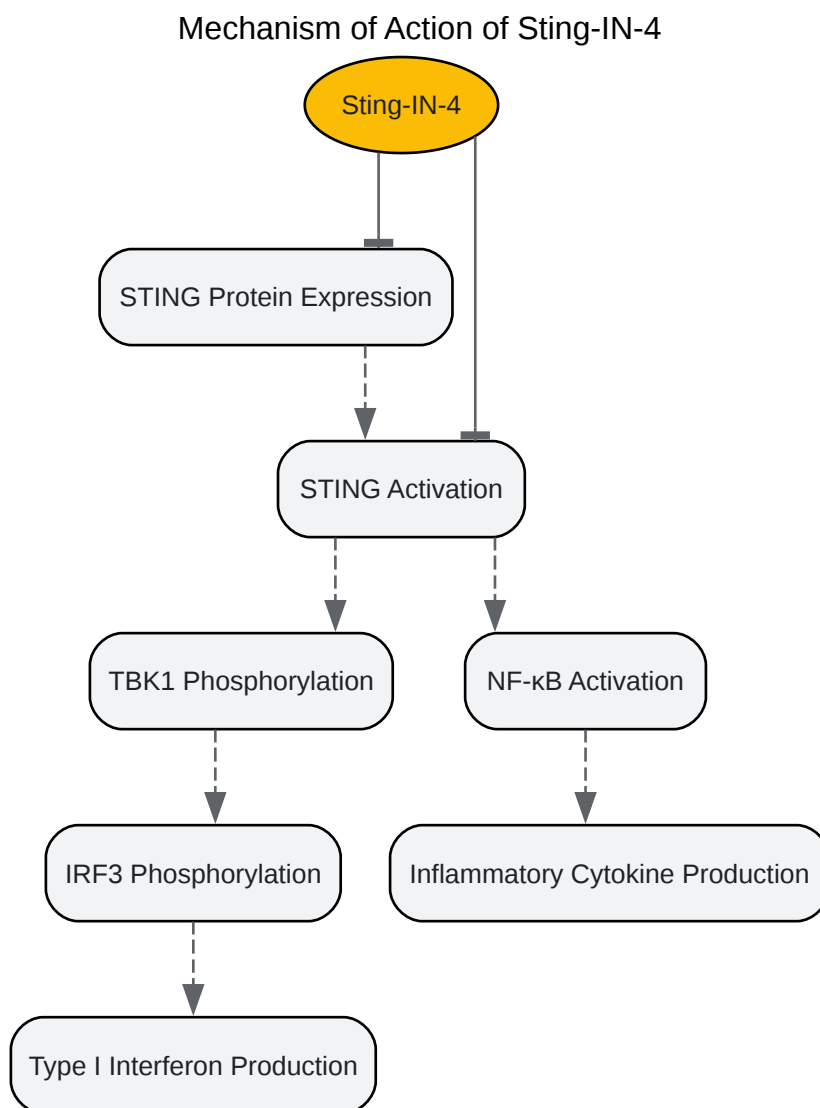 Mechanism of Action of Sting-IN-4
Sting-IN-4
STING Protein Expression
STING Activation
TBK1 Phosphorylation
NF-κB Activation
IRF3 Phosphorylation
Inflammatory Cytokine Production
Type I Interferon Production